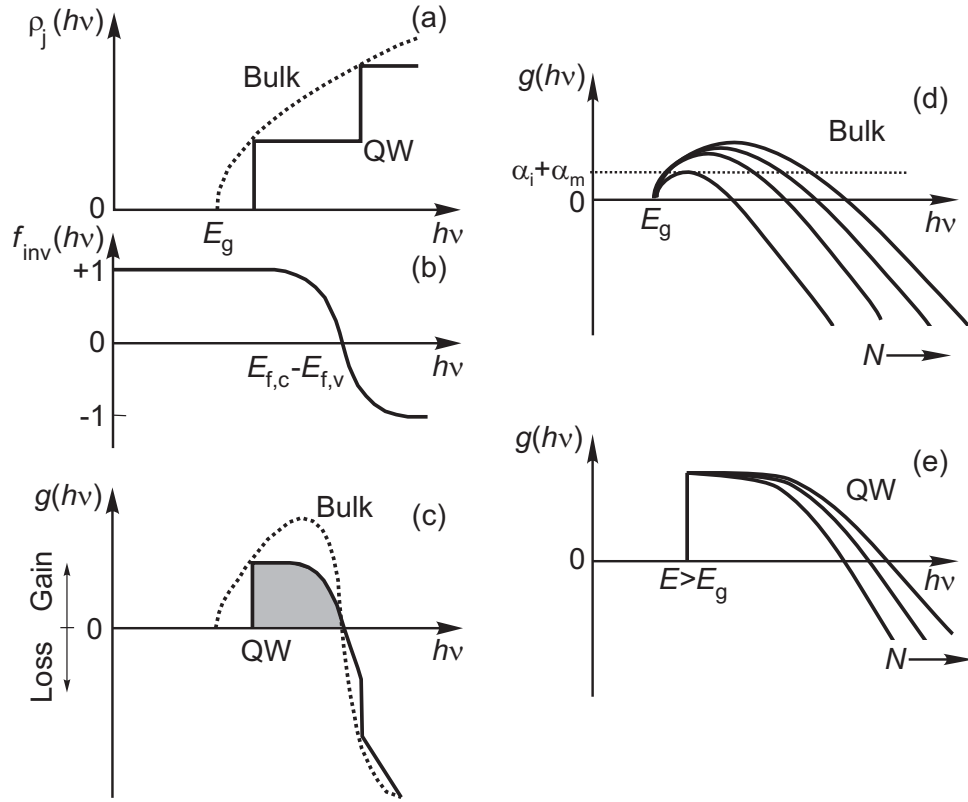 ρj(hν)
(a)
Bulk
QW
0
Eg
hν
finv(hν)
(b)
+1
0
Ef,c-Ef,v
hν
-1
g(hν)
Bulk
(c)
Gain
0
Loss
QW
hν
g(hν)
(d)
Bulk
αi+αm
0
Eg
hν
N
g(hν)
(e)
QW
0
E>Eg
hν
N